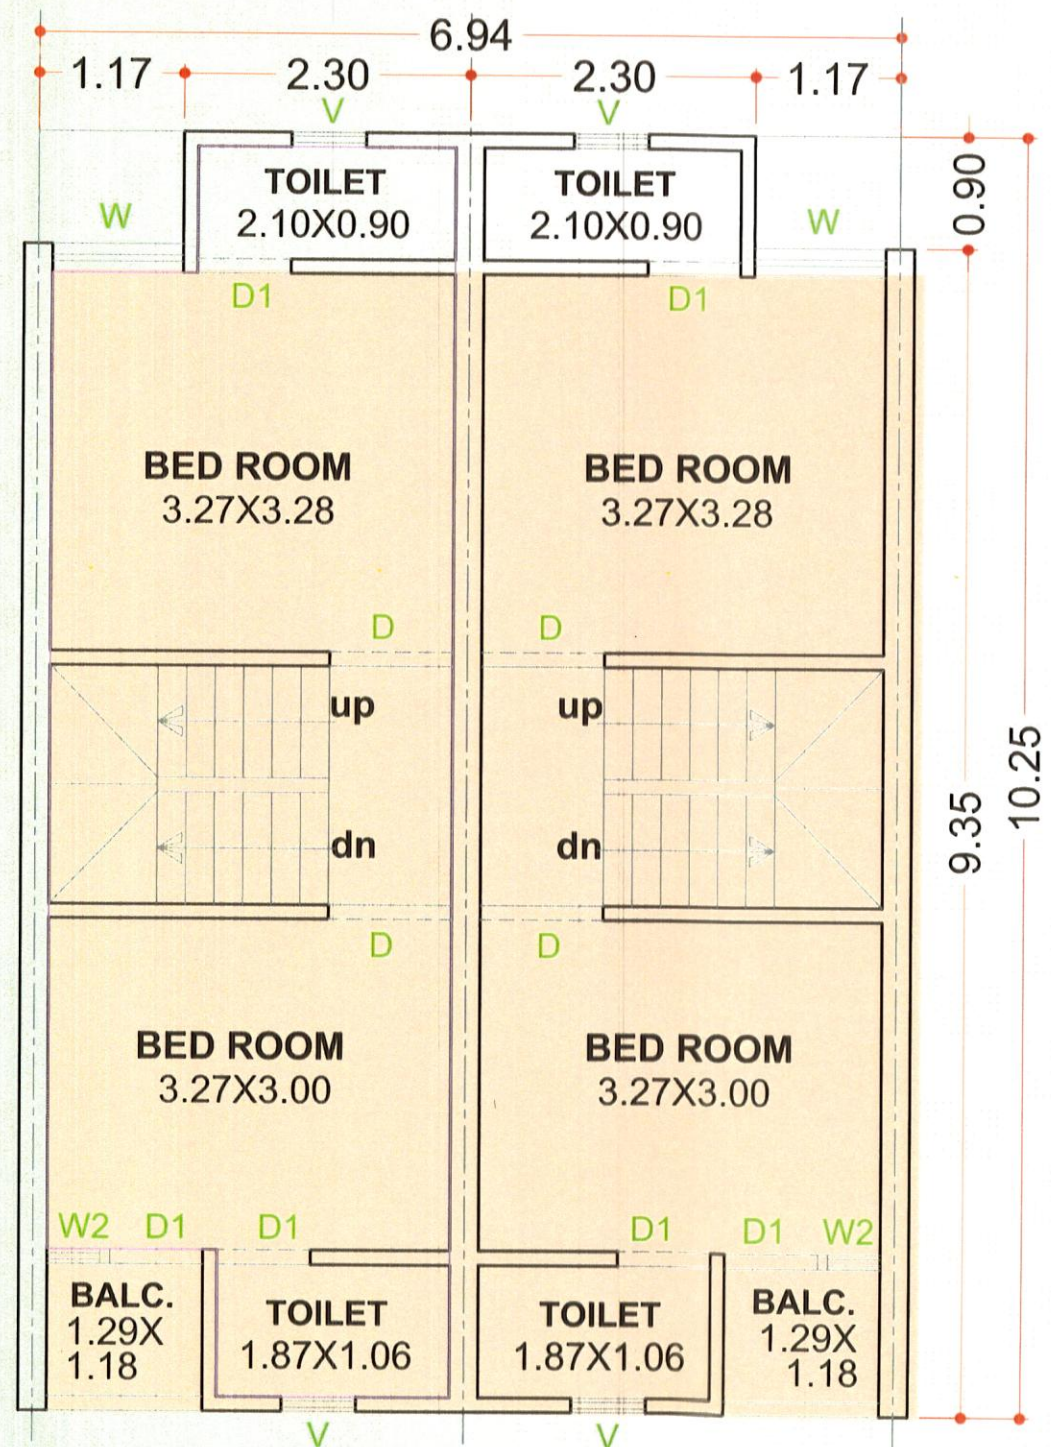 6.94
1.17 2.30 2.30 1.17
V V
TOILET TOILET
2.10X0.90 2.10X0.90
0.90
W W
D1 D1
BED ROOM BED ROOM
3.27X3.28 3.27X3.28
D D
up up
dn dn
9.35
10.25
D D
BED ROOM BED ROOM
3.27X3.00 3.27X3.00
W2 D1 D1 D1 D1 W2
BALC.
1.29X
1.18
TOILET
1.87X1.06
TOILET
1.87X1.06
BALC.
1.29X
1.18
V V